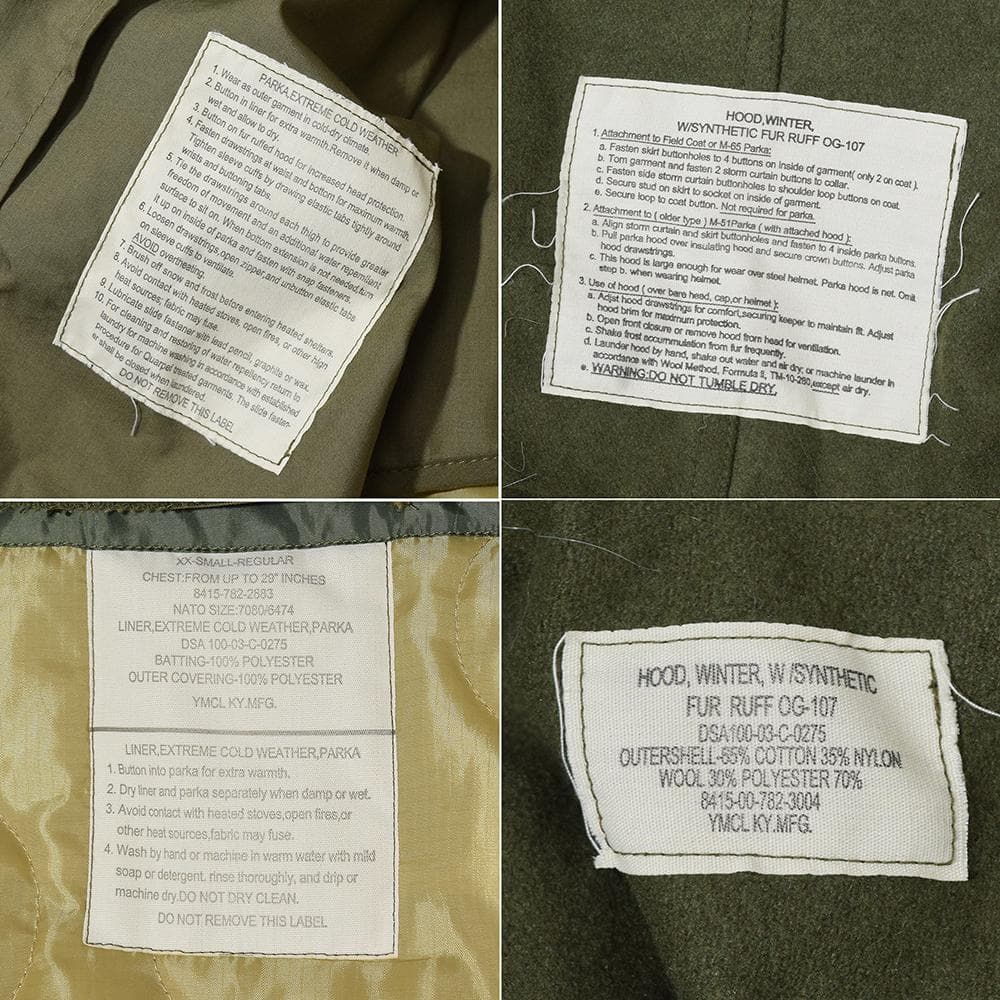 PARKA,EXTREME COLD WEATHER
1. Wear as outer garment in cold-dry climate.
2. Button in liner for extra warmth.Remove it when damp or
wet and allow to dry.
3. Button on fur ruffed hood for increased head protection.
4. Fasten drawstrings at waist and bottom for maximum warmth.
Tighten sleeve cuffs by drawing elastic tabs tightly around
wrists and buttoning tabs.
5. Tie the drawstrings around each thigh to provide greater
freedom of movement and an additional water repellent
surface to sit on. When bottom extension is not needed turn
it up on inside of parka and fasten with snap fasteners.
6. Loosen drawstrings,open zipper and unbutton elastic tabs
on sleeve cuffs to ventilate.
AVOID overheating.
7. Brush off snow and frost before entering heated shelters.
8. Avoid contact with heated stoves, open fires, or other high
heat sources; fabric may fuse.
9. Lubricate slide fastener with lead pencil, graphite or wax.
10. For cleaning and restoring of water repellency return to
laundry for machine washing in accordance with established
procedure for Quarpel treated garments. The slide fasten-
er shall be closed when laundered.
DO NOT REMOVE THIS LABEL
HOOD,WINTER,
W/SYNTHETIC FUR RUFF OG-107
1. Attachment to Field Coat or M-65 Parka:
a. Fasten skirt buttonholes to 4 buttons on inside of garment( only 2 on coat ).
b. Torn garment and fasten 2 storm curtain buttons to collar.
c. Fasten side storm curtain buttonholes to shoulder loop buttons on coat.
d. Secure stud on skirt to socket on inside of garment.
e. Secure loop to coat button. Not required for parka.
2. Attachment to ( older type ) M-51Parka ( with attached hood ):
a. Align storm curtain and skirt buttonholes and fasten to 4 inside parka buttons.
b. Pull parka hood over insulating hood and secure crown buttons. Adjust parka
hood drawstrings.
c. This hood is large enough for wear over steel helmet. Parka hood is net. Omit
step b. when wearing helmet.
3. Use of hood ( over bare head, cap,or helmet ):
a. Adjst hood drawstrings for comfort,securing keeper to maintain fit. Adjust
hood brim for maximum protection.
b. Open front closure or remove hood from head for ventilation.
c. Shake frost accummulation from fur frequently.
d. Launder hood by hand, shake out water and air dry; or machine launder in
accordance with Wool Method, Formula II, TM-10-280,except air dry.
e. WARNING:DO NOT TUMBLE DRY.
XX-SMALL-REGULAR
CHEST:FROM UP TO 29" INCHES
8415-782-2883
NATO SIZE:7080/6474
LINER,EXTREME COLD WEATHER,PARKA
DSA 100-03-C-0275
BATTING-100% POLYESTER
OUTER COVERING-100% POLYESTER
YMCL KY.MFG.
LINER,EXTREME COLD WEATHER,PARKA
1. Button into parka for extra warmth.
2. Dry liner and parka separately when damp or wet.
3. Avoid contact with heated stoves,open fires,or
other heat sources,fabric may fuse.
4. Wash by hand or machine in warm water with mild
soap or detergent. rinse thoroughly, and drip or
machine dry.DO NOT DRY CLEAN.
DO NOT REMOVE THIS LABEL
HOOD, WINTER, W /SYNTHETIC
FUR RUFF OG-107
DSA100-03-C-0275
OUTERSHELL-65% COTTON 35% NYLON
WOOL 30% POLYESTER 70%
8415-00-782-3004
YMCL KY.MFG.